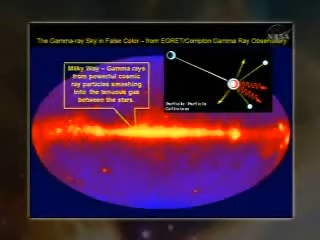 NASA
The Gamma-ray Sky in False Color – from EGRET/Compton Gamma Ray Observatory
Milky Way – Gamma rays
from powerful cosmic
ray particles smashing
into the tenuous gas
between the stars.
Particle-Particle
Collisions